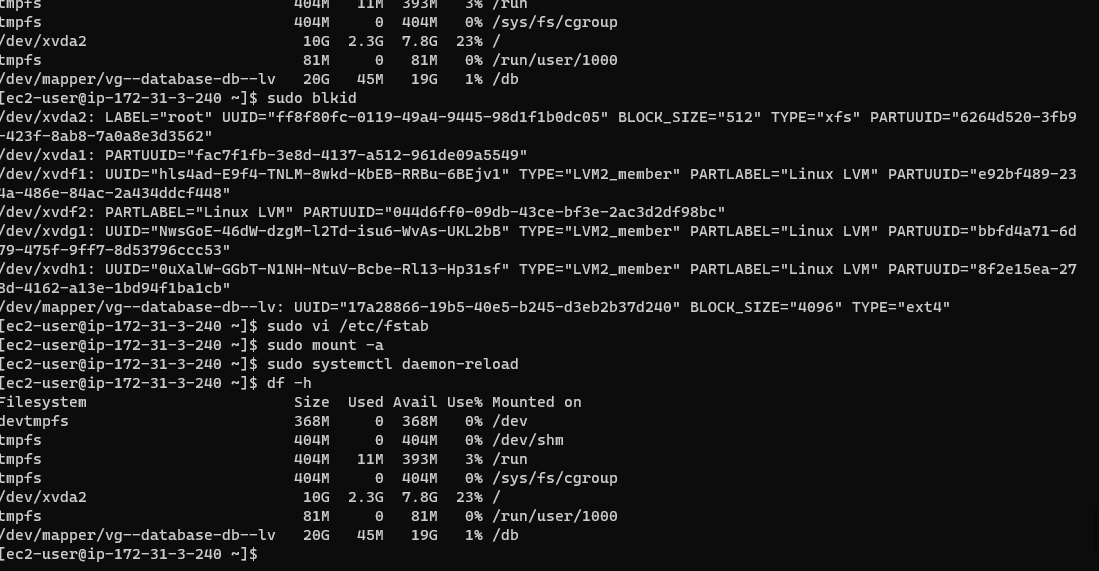 tmpfs 404M 11M 393M 3% /run
tmpfs 404M 0 404M 0% /sys/fs/cgroup
/dev/xvda2 10G 2.3G 7.8G 23% /
tmpfs 81M 0 81M 0% /run/user/1000
/dev/mapper/vg--database-db--lv 20G 45M 19G 1% /db
[ec2-user@ip-172-31-3-240 ~]$ sudo blkid
/dev/xvda2: LABEL="root" UUID="ff8f80fc-0119-49a4-9445-98d1f1b0dc05" BLOCK_SIZE="512" TYPE="xfs" PARTUUID="6264d520-3fb9
-423f-8ab8-7a0a8e3d3562"
/dev/xvda1: PARTUUID="fac7f1fb-3e8d-4137-a512-961de09a5549"
/dev/xvdf1: UUID="hls4ad-E9f4-TNLM-8wkd-KbEB-RRBu-6BEjv1" TYPE="LVM2_member" PARTLABEL="Linux LVM" PARTUUID="e92bf489-23
4a-486e-84ac-2a434ddcf448"
/dev/xvdf2: PARTLABEL="Linux LVM" PARTUUID="044d6ff0-09db-43ce-bf3e-2ac3d2df98bc"
/dev/xvdg1: UUID="NwsGoE-46dW-dzgM-l2Td-isu6-WvAs-UKL2bB" TYPE="LVM2_member" PARTLABEL="Linux LVM" PARTUUID="bbfd4a71-6d
79-475f-9ff7-8d53796ccc53"
/dev/xvdh1: UUID="0uXalW-GGbT-N1NH-NtuV-Bcbe-Rl13-Hp31sf" TYPE="LVM2_member" PARTLABEL="Linux LVM" PARTUUID="8f2e15ea-27
8d-4162-a13e-1bd94f1ba1cb"
/dev/mapper/vg--database-db--lv: UUID="17a28866-19b5-40e5-b245-d3eb2b37d240" BLOCK_SIZE="4096" TYPE="ext4"
[ec2-user@ip-172-31-3-240 ~]$ sudo vi /etc/fstab
[ec2-user@ip-172-31-3-240 ~]$ sudo mount -a
[ec2-user@ip-172-31-3-240 ~]$ sudo systemctl daemon-reload
[ec2-user@ip-172-31-3-240 ~]$ df -h
Filesystem Size Used Avail Use% Mounted on
devtmpfs 368M 0 368M 0% /dev
tmpfs 404M 0 404M 0% /dev/shm
tmpfs 404M 11M 393M 3% /run
tmpfs 404M 0 404M 0% /sys/fs/cgroup
/dev/xvda2 10G 2.3G 7.8G 23% /
tmpfs 81M 0 81M 0% /run/user/1000
/dev/mapper/vg--database-db--lv 20G 45M 19G 1% /db
[ec2-user@ip-172-31-3-240 ~]$